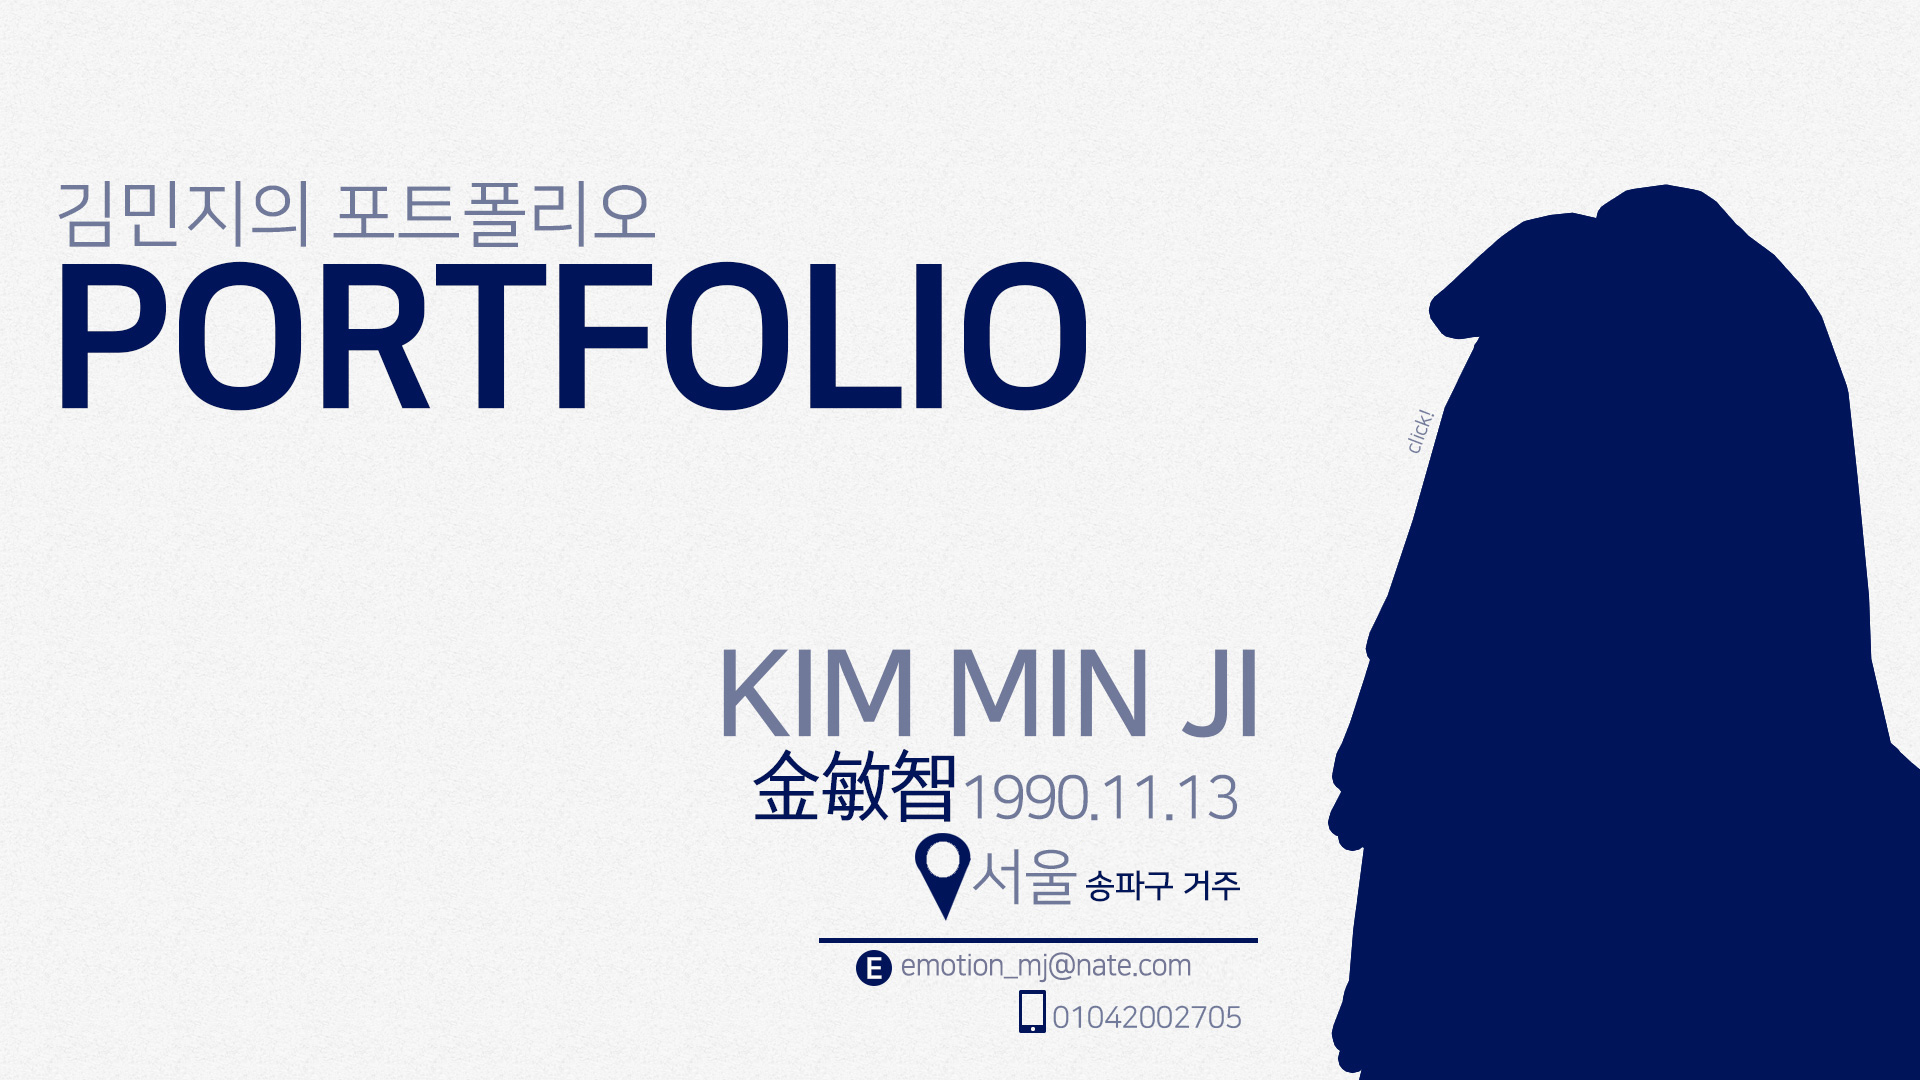 김민지의 포트폴리오
PORTFOLIO
click!
KIM MIN JI
金敏智 1990.11.13
서울 송파구 거주
E emotion_mj@nate.com
01042002705